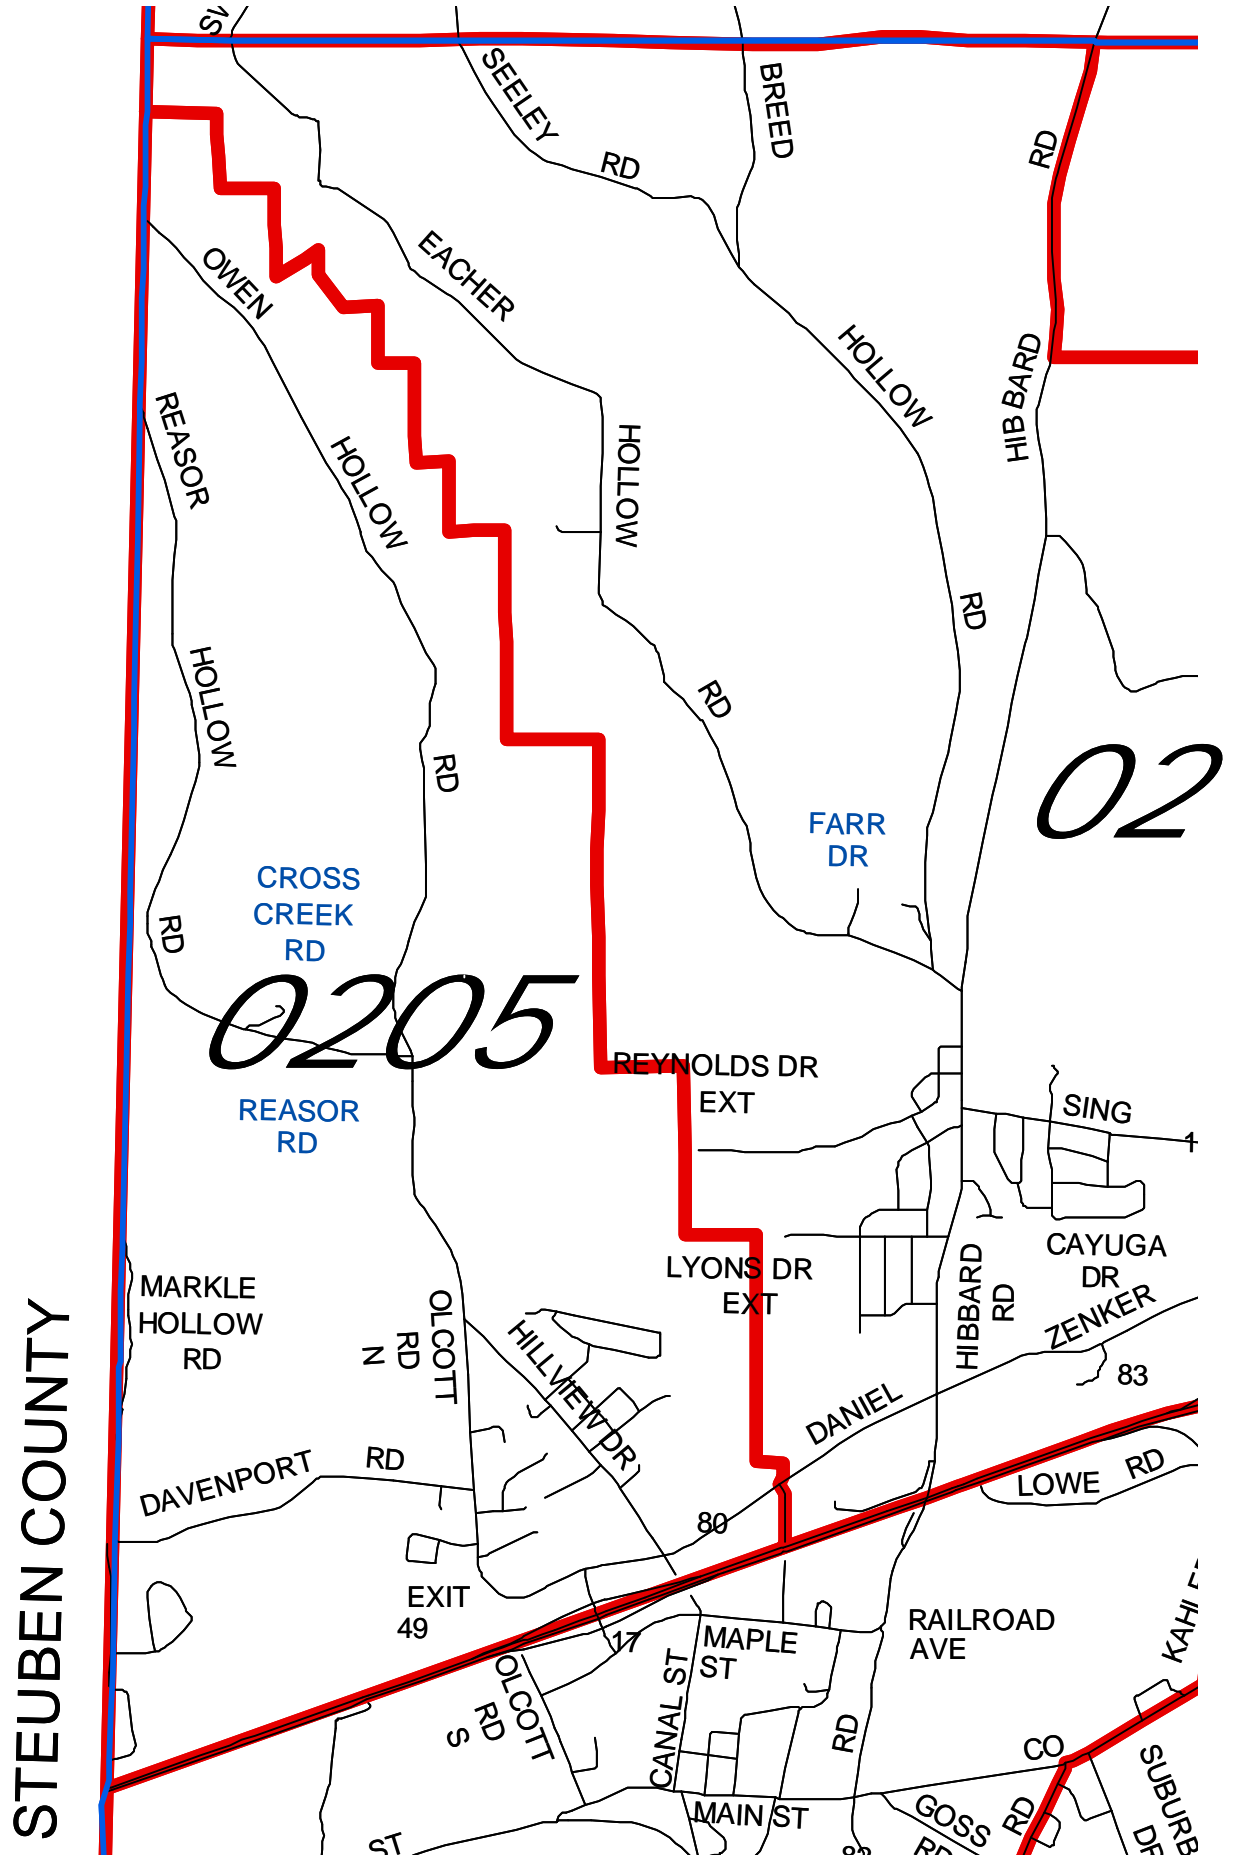 SEELEY
RD
BREED
RD
OWEN
EACHER
HOLLOW
HIBBARD
REASOR
HOLLOW
HOLLOW
RD
HOLLOW
RD
RD
02
FARR
DR
CROSS
CREEK
RD
RD
0205
REYNOLDS DR
EXT
REASOR
RD
SING
1
LYONS DR
EXT
CAYUGA
DR
HIBBARD
RD
ZENKER
MARKLE
HOLLOW
RD
OLCOTT
RD
N
HILLVIEW DR
83
DANIEL
DAVENPORT
RD
LOWE
RD
80
STEUBEN COUNTY
EXIT
49
17
MAPLE
ST
RAILROAD
AVE
OLCOTT
RD
S
CANAL ST
RD
CO
RD
MAIN ST
GOSS
RD
SUBURB
DR
ST